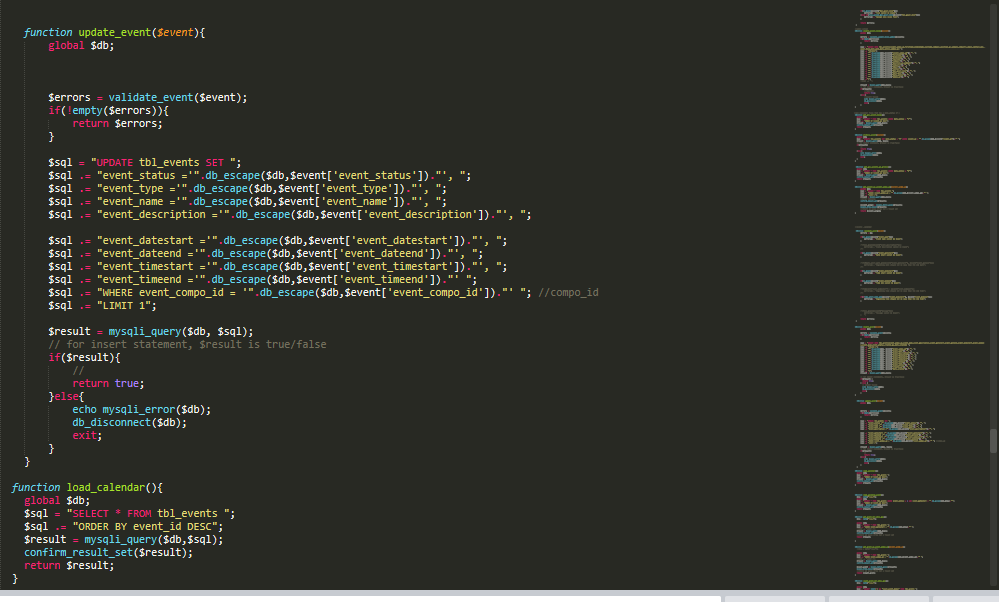 function update_event($event){
global $db;
$errors = validate_event($event);
if(!empty($errors)){
return $errors;
}
$sql = "UPDATE tbl_events SET ";
$sql .= "event_status ='".db_escape($db,$event['event_status'])."', ";
$sql .= "event_type ='".db_escape($db,$event['event_type'])."', ";
$sql .= "event_name ='".db_escape($db,$event['event_name'])."', ";
$sql .= "event_description ='".db_escape($db,$event['event_description'])."', ";
$sql .= "event_datestart ='".db_escape($db,$event['event_datestart'])."', ";
$sql .= "event_dateend ='".db_escape($db,$event['event_dateend'])."', ";
$sql .= "event_timestart ='".db_escape($db,$event['event_timestart'])."', ";
$sql .= "event_timeend ='".db_escape($db,$event['event_timeend'])."' ";
$sql .= "WHERE event_compo_id = '".db_escape($db,$event['event_compo_id'])."' "; //compo_id
$sql .= "LIMIT 1";
$result = mysqli_query($db, $sql);
// for insert statement, $result is true/false
if($result){
//
return true;
}else{
echo mysqli_error($db);
db_disconnect($db);
exit;
}
}
function load_calendar(){
global $db;
$sql = "SELECT * FROM tbl_events ";
$sql .= "ORDER BY event_id DESC";
$result = mysqli_query($db,$sql);
confirm_result_set($result);
return $result;
}